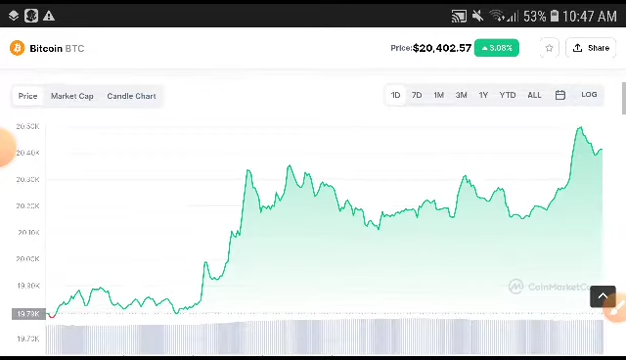 53% 10:47 AM
Bitcoin BTC Price:$20,402.57 3.08% Share
Price Market Cap Candle Chart 1D 7D 1M 3M 1Y YTD ALL LOG
20.50K
20.40K
20.30K
20.20K
20.10K
20.00K
19.90K
CoinMarketCap
19.79K
19.70K